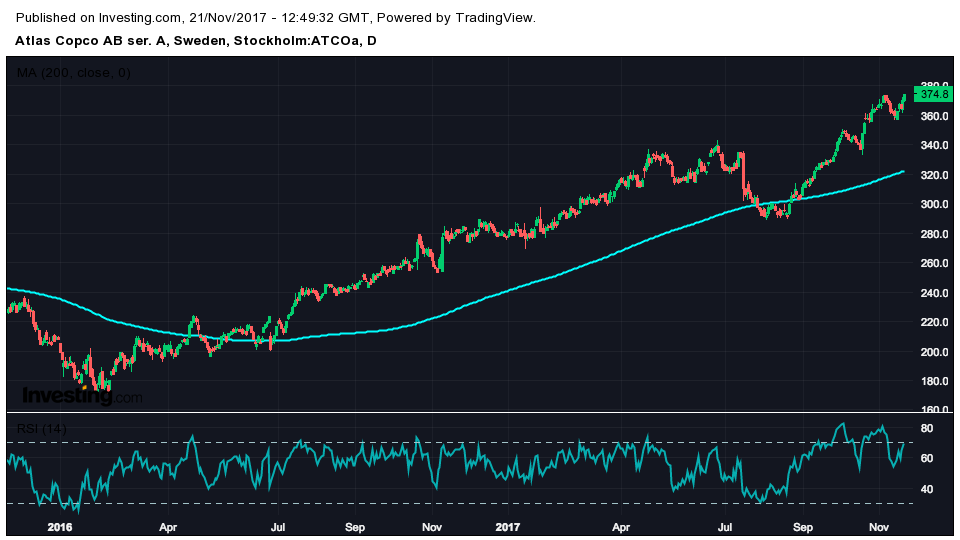 Published on Investing.com, 21/Nov/2017 - 12:49:32 GMT, Powered by TradingView.
Atlas Copco AB ser. A, Sweden, Stockholm:ATCOa, D
MA (200, close, 0)
380.0
374.8
360.0
340.0
320.0
300.0
280.0
260.0
240.0
220.0
200.0
180.0
160.0
Investing.com
RSI (14)
80
60
40
2016 Apr Jul Sep Nov 2017 Apr Jul Sep Nov